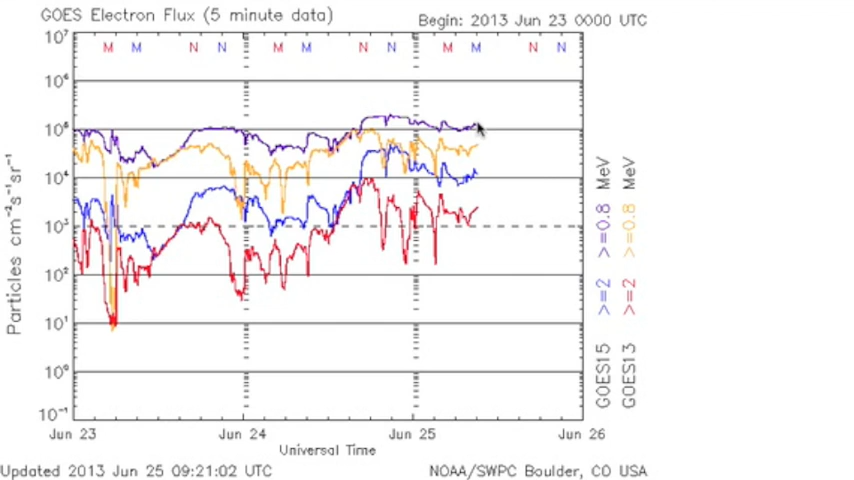 GOES Electron Flux (5 minute data)
Begin: 2013 Jun 23 0000 UTC
10⁷
M M N N M M N N M M N N
10⁶
10⁵
10⁴
10³
10²
10¹
10⁰
10⁻¹
Particles cm⁻²s⁻¹sr⁻¹
GOES15 >=2 >=0.8 MeV
GOES13 >=2 >=0.8 MeV
Jun 23 Jun 24 Jun 25 Jun 26
Universal Time
Updated 2013 Jun 25 09:21:02 UTC
NOAA/SWPC Boulder, CO USA